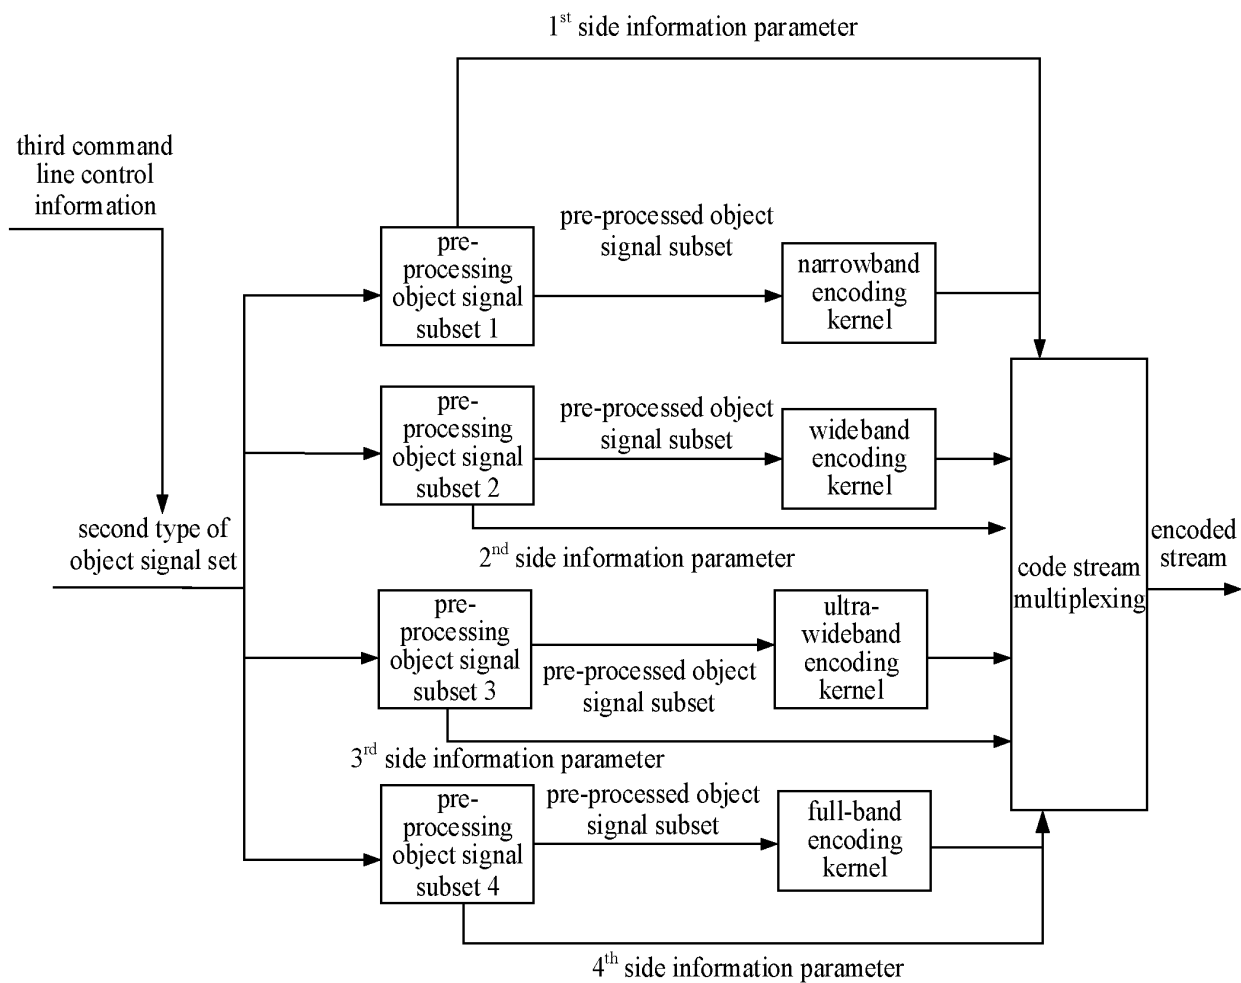 1st side information parameter
third command
line control
information
pre-processed object
signal subset
pre-
processing
object signal
subset 1
narrowband
encoding
kernel
pre-
processing
object signal
subset 2
pre-processed object
signal subset
wideband
encoding
kernel
second type of
object signal set
2nd side information parameter
encoded
stream
code stream
multiplexing
pre-
processing
object signal
subset 3
pre-processed object
signal subset
ultra-
wideband
encoding
kernel
3rd side information parameter
pre-
processing
object signal
subset 4
pre-processed object
signal subset
full-band
encoding
kernel
4th side information parameter